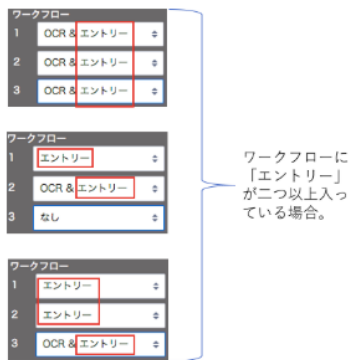 ワークフロー
1 OCR & エントリー
2 OCR & エントリー
3 OCR & エントリー
ワークフロー
1 エントリー
2 OCR & エントリー
3 なし
ワークフロー
1 エントリー
2 エントリー
3 OCR & エントリー
ワークフローに
「エントリー」
が二つ以上入っ
ている場合。